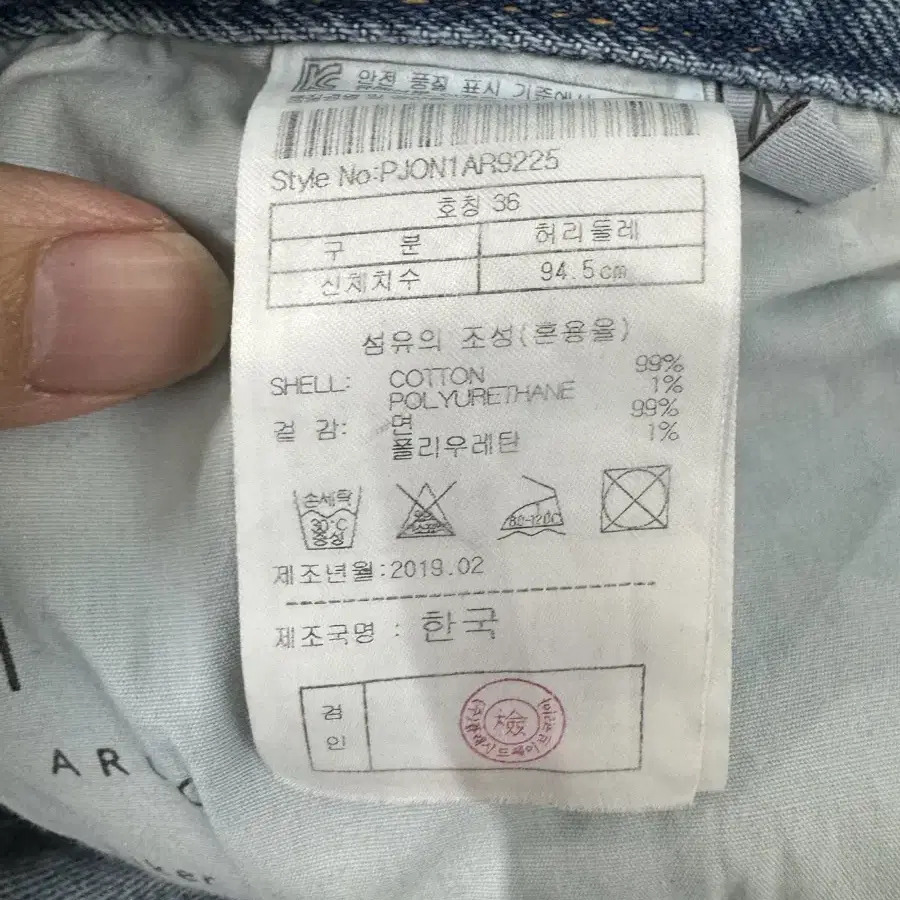 안전 품질 표시 기준에서
Style No:PJON1AR9225
호칭 36
구 분 허리둘레
신체치수 94.5cm
섬유의 조성(혼용율)
SHELL: COTTON 99%
POLYURETHANE 1%
겉 감: 면 99%
폴리우레탄 1%
손세탁
30°C
중성
80-120C
제조년월:2019.02
제조국명 : 한국
검
인
檢